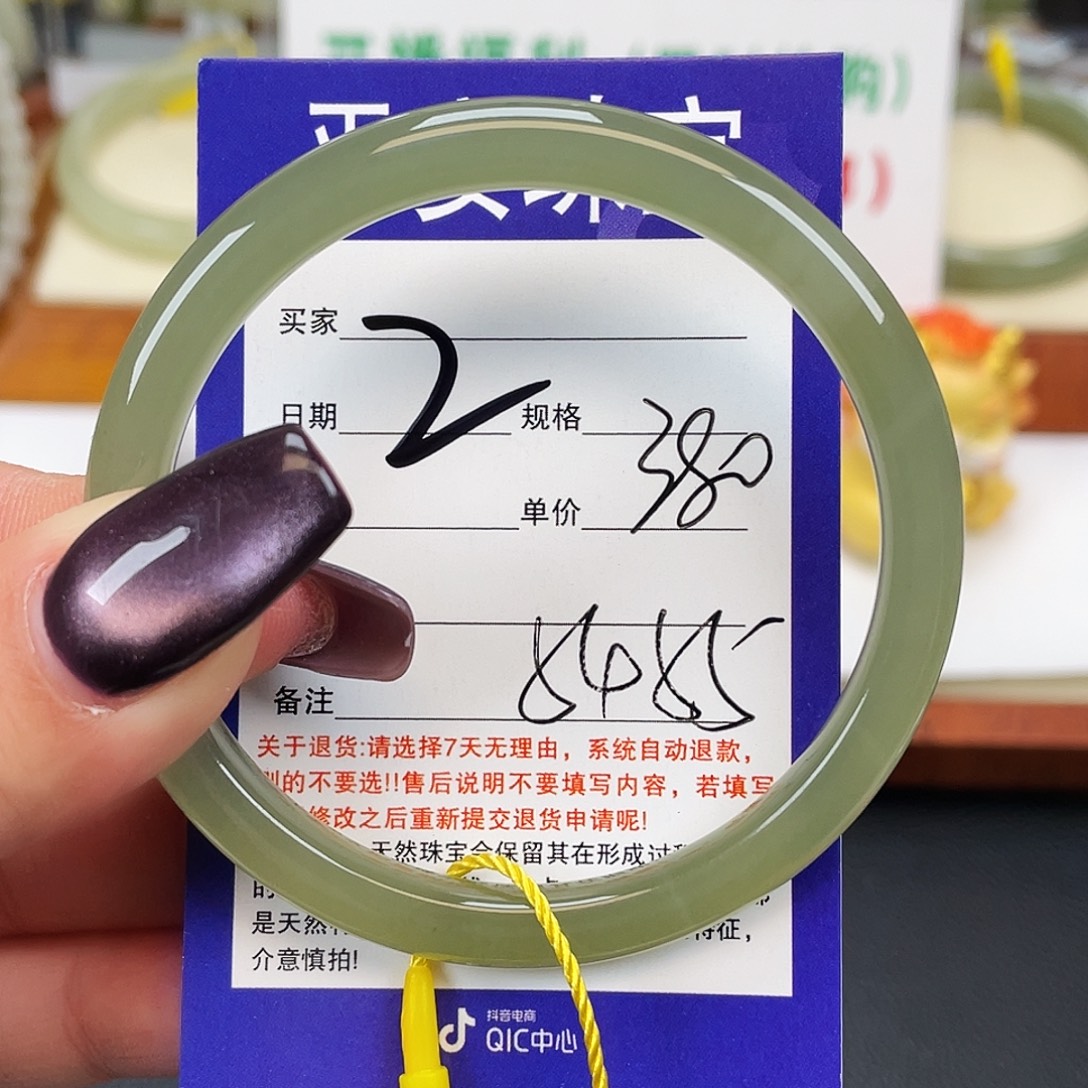 买家
2
日期 规格 380
单价
备注
关于退货:请选择7天无理由，系统自动退款，
的不要选!!售后说明不要填写内容，若填写
修改之后重新提交退货申请呢!
天然珠宝会保留其在形成过
的
是天然 特征，
介意慎拍!
抖音电商
QIC中心